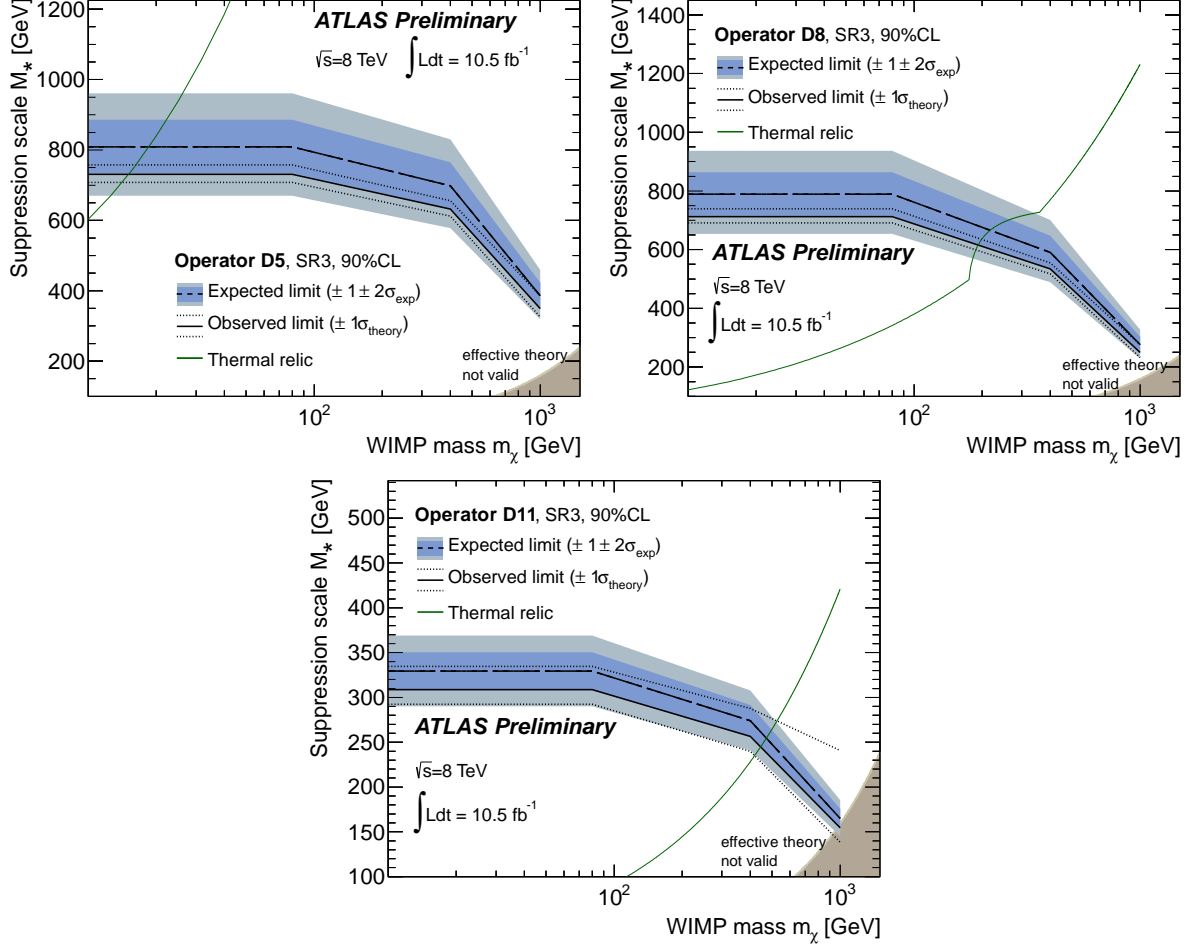 Suppression scale M★ [GeV]
1200
1000
800
600
400
200
ATLAS Preliminary
√s=8 TeV ∫Ldt = 10.5 fb⁻¹
Operator D5, SR3, 90%CL
Expected limit (± 1 ± 2σexp)
Observed limit (± 1σtheory)
Thermal relic
effective theory
not valid
10² 10³
WIMP mass mχ [GeV]
Suppression scale M★ [GeV]
1400
1200
1000
800
600
400
200
Operator D8, SR3, 90%CL
Expected limit (± 1 ± 2σexp)
Observed limit (± 1σtheory)
Thermal relic
ATLAS Preliminary
√s=8 TeV
∫Ldt = 10.5 fb⁻¹
effective theory
not valid
10² 10³
WIMP mass mχ [GeV]
Suppression scale M★ [GeV]
500
450
400
350
300
250
200
150
100
Operator D11, SR3, 90%CL
Expected limit (± 1 ± 2σexp)
Observed limit (± 1σtheory)
Thermal relic
ATLAS Preliminary
√s=8 TeV
∫Ldt = 10.5 fb⁻¹
effective theory
not valid
10² 10³
WIMP mass mχ [GeV]